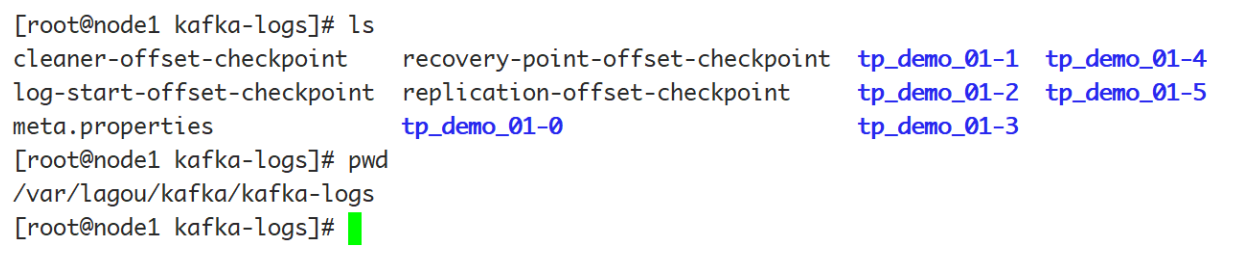 [root@node1 kafka-logs]# ls
cleaner-offset-checkpoint    recovery-point-offset-checkpoint  tp_demo_01-1  tp_demo_01-4
log-start-offset-checkpoint  replication-offset-checkpoint     tp_demo_01-2  tp_demo_01-5
meta.properties              tp_demo_01-0                      tp_demo_01-3
[root@node1 kafka-logs]# pwd
/var/lagou/kafka/kafka-logs
[root@node1 kafka-logs]#